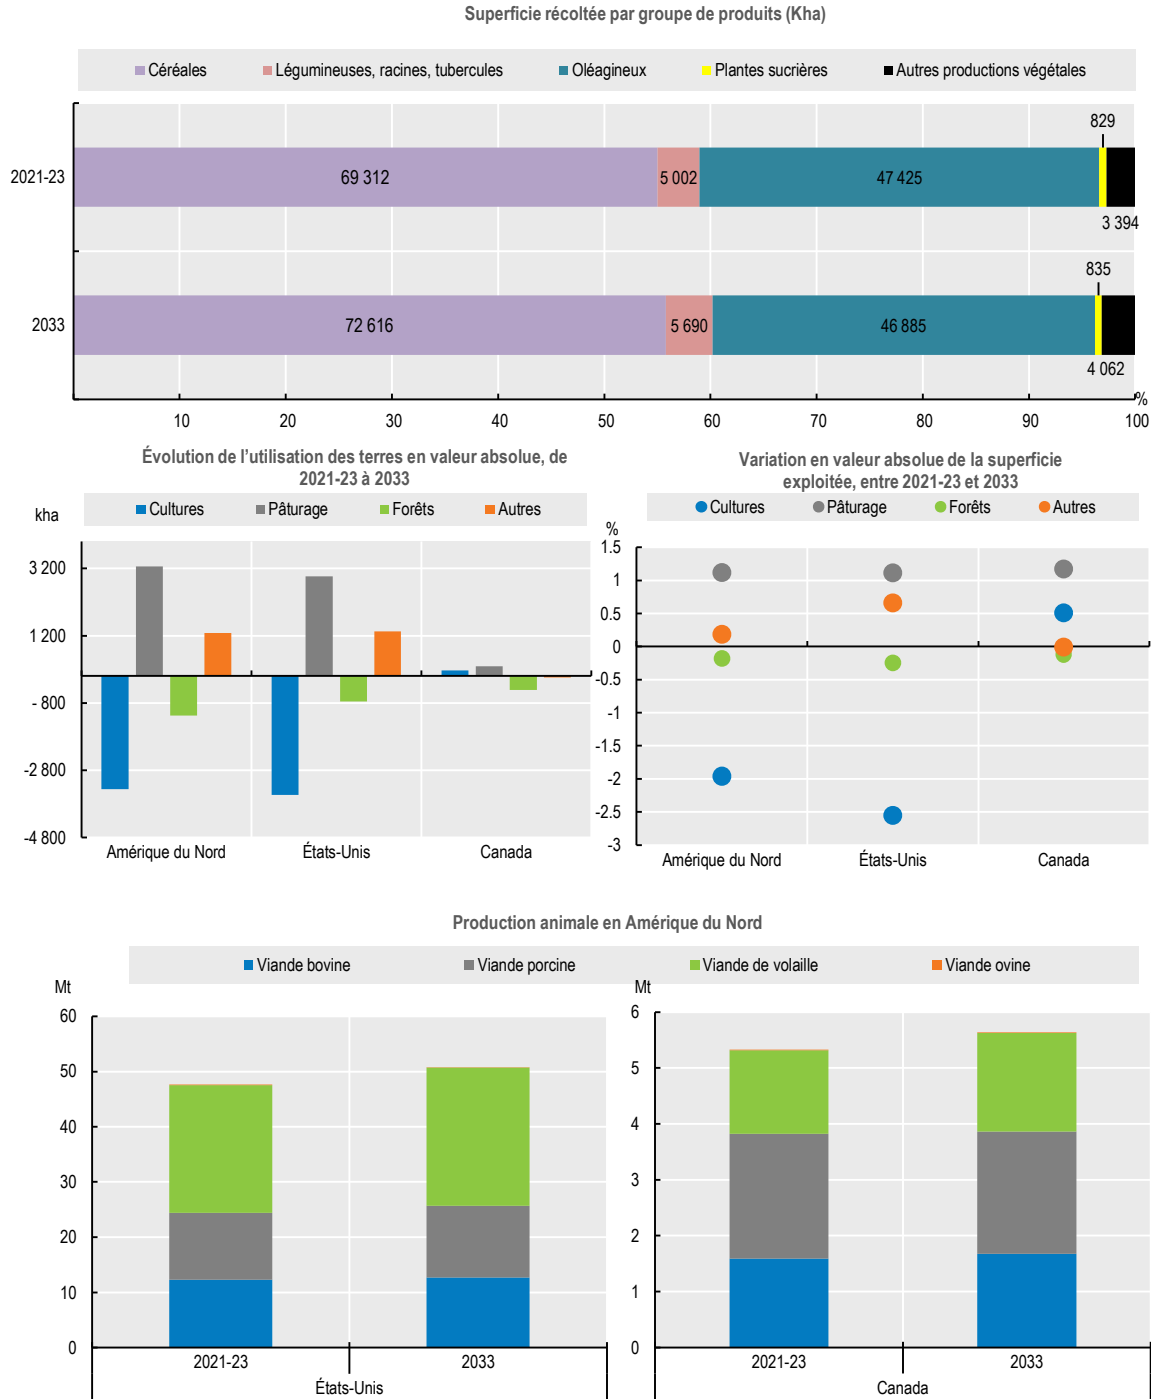 Superficie récoltée par groupe de produits (Kha)
Céréales Légumineuses, racines, tubercules Oléagineux Plantes sucrières Autres productions végétales
829
2021-23 69 312 5 002 47 425
3 394
835
2033 72 616 5 690 46 885
4 062
%
10 20 30 40 50 60 70 80 90 100
Évolution de l'utilisation des terres en valeur absolue, de
2021-23 à 2033
kha
Cultures Pâturage Forêts Autres
3 200
1 200
- 800
-2 800
-4 800
Amérique du Nord États-Unis Canada
Variation en valeur absolue de la superficie
exploitée, entre 2021-23 et 2033
Cultures Pâturage Forêts Autres
%
1.5
1
0.5
0
-0.5
-1
-1.5
-2
-2.5
-3
Amérique du Nord États-Unis Canada
Production animale en Amérique du Nord
Viande bovine Viande porcine Viande de volaille Viande ovine
Mt
60
50
40
30
20
10
0
2021-23 2033
États-Unis
Mt
6
5
4
3
2
1
0
2021-23 2033
Canada